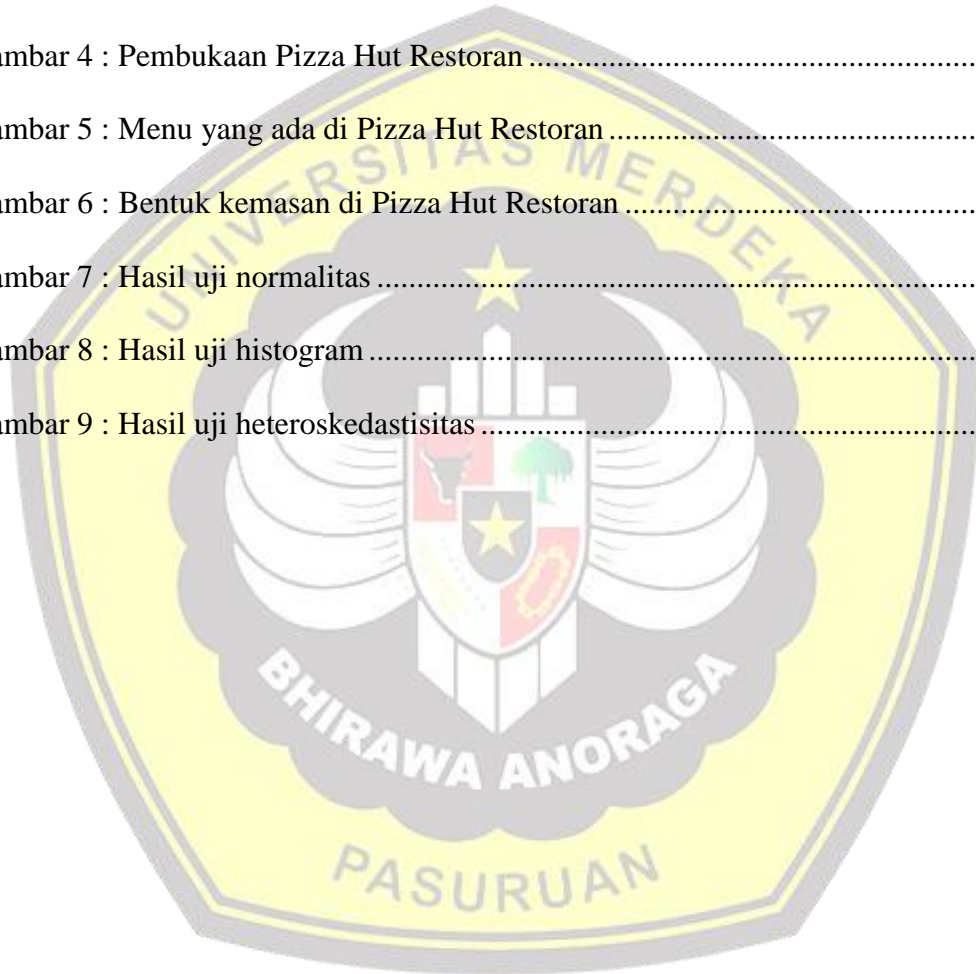 ambar 4 : Pembukaan Pizza Hut Restoran ........................................................
ambar 5 : Menu yang ada di Pizza Hut Restoran ..............................................
ambar 6 : Bentuk kemasan di Pizza Hut Restoran ............................................
ambar 7 : Hasil uji normalitas ...........................................................................
ambar 8 : Hasil uji histogram ............................................................................
ambar 9 : Hasil uji heteroskedastisitas ..............................................................
UNIVERSITAS MERDEKA
BHIRAWA ANORAGA
PASURUAN